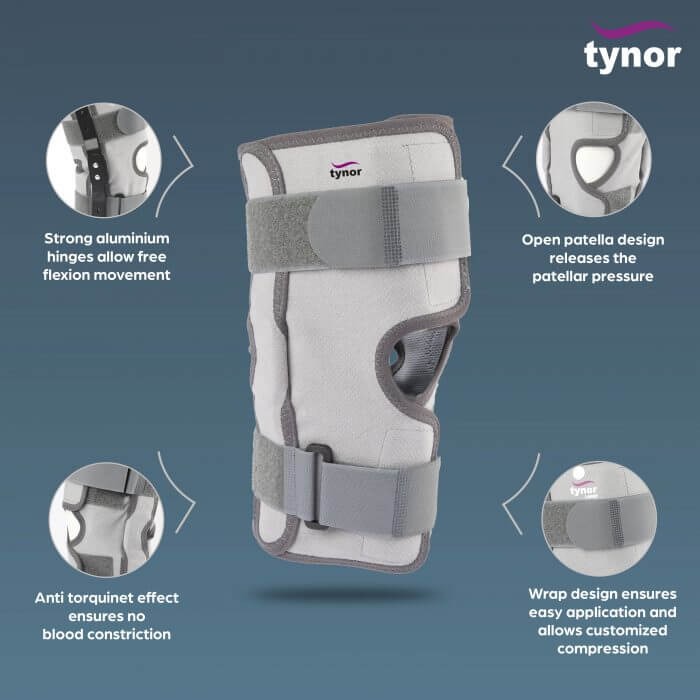 tynor
tynor
Strong aluminium
hinges allow free
flexion movement
Open patella design
releases the
patellar pressure
tynor
Anti torquinet effect
ensures no
blood constriction
Wrap design ensures
easy application and
allows customized
compression